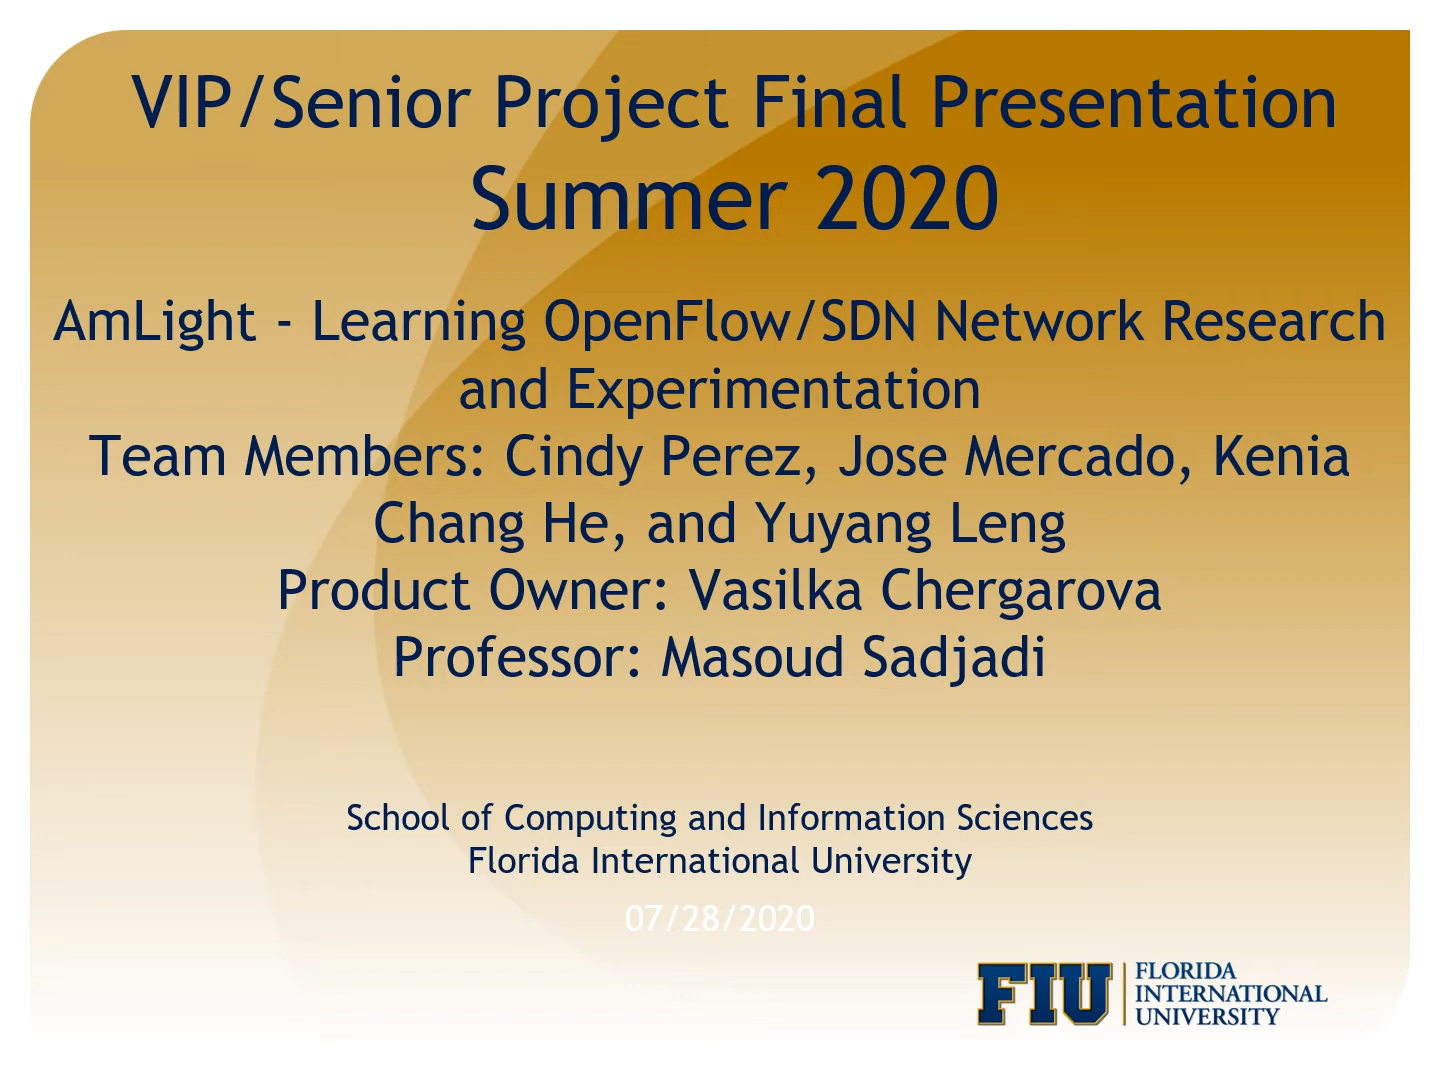 VIP/Senior Project Final Presentation
Summer 2020
AmLight - Learning OpenFlow/SDN Network Research
and Experimentation
Team Members: Cindy Perez, Jose Mercado, Kenia
Chang He, and Yuyang Leng
Product Owner: Vasilka Chergarova
Professor: Masoud Sadjadi
School of Computing and Information Sciences
Florida International University
07/28/2020
FIU
FLORIDA
INTERNATIONAL
UNIVERSITY